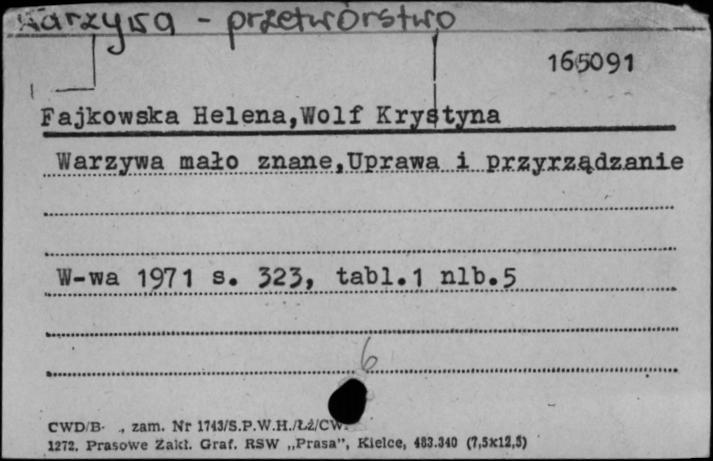 Warzywa - przetwórstwo
165091
Fajkowska Helena,Wolf Krystyna
Warzywa mało znane,Uprawa i przyrządzanie
W-wa 1971 s. 323, tabl.1 nlb.5
6
CWD/B- ., zam. Nr 1743/S.P.W.H./Łż/CW.
1272. Prasowe Zakł. Graf. RSW „Prasa”, Kielce, 483.340 (7,5x12,5)